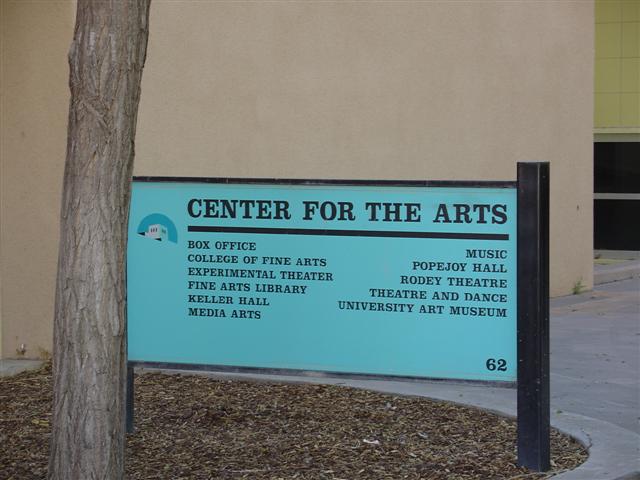 CENTER FOR THE ARTS
BOX OFFICE
COLLEGE OF FINE ARTS
EXPERIMENTAL THEATER
FINE ARTS LIBRARY
KELLER HALL
MEDIA ARTS
MUSIC
POPEJOY HALL
RODEY THEATRE
THEATRE AND DANCE
UNIVERSITY ART MUSEUM
62